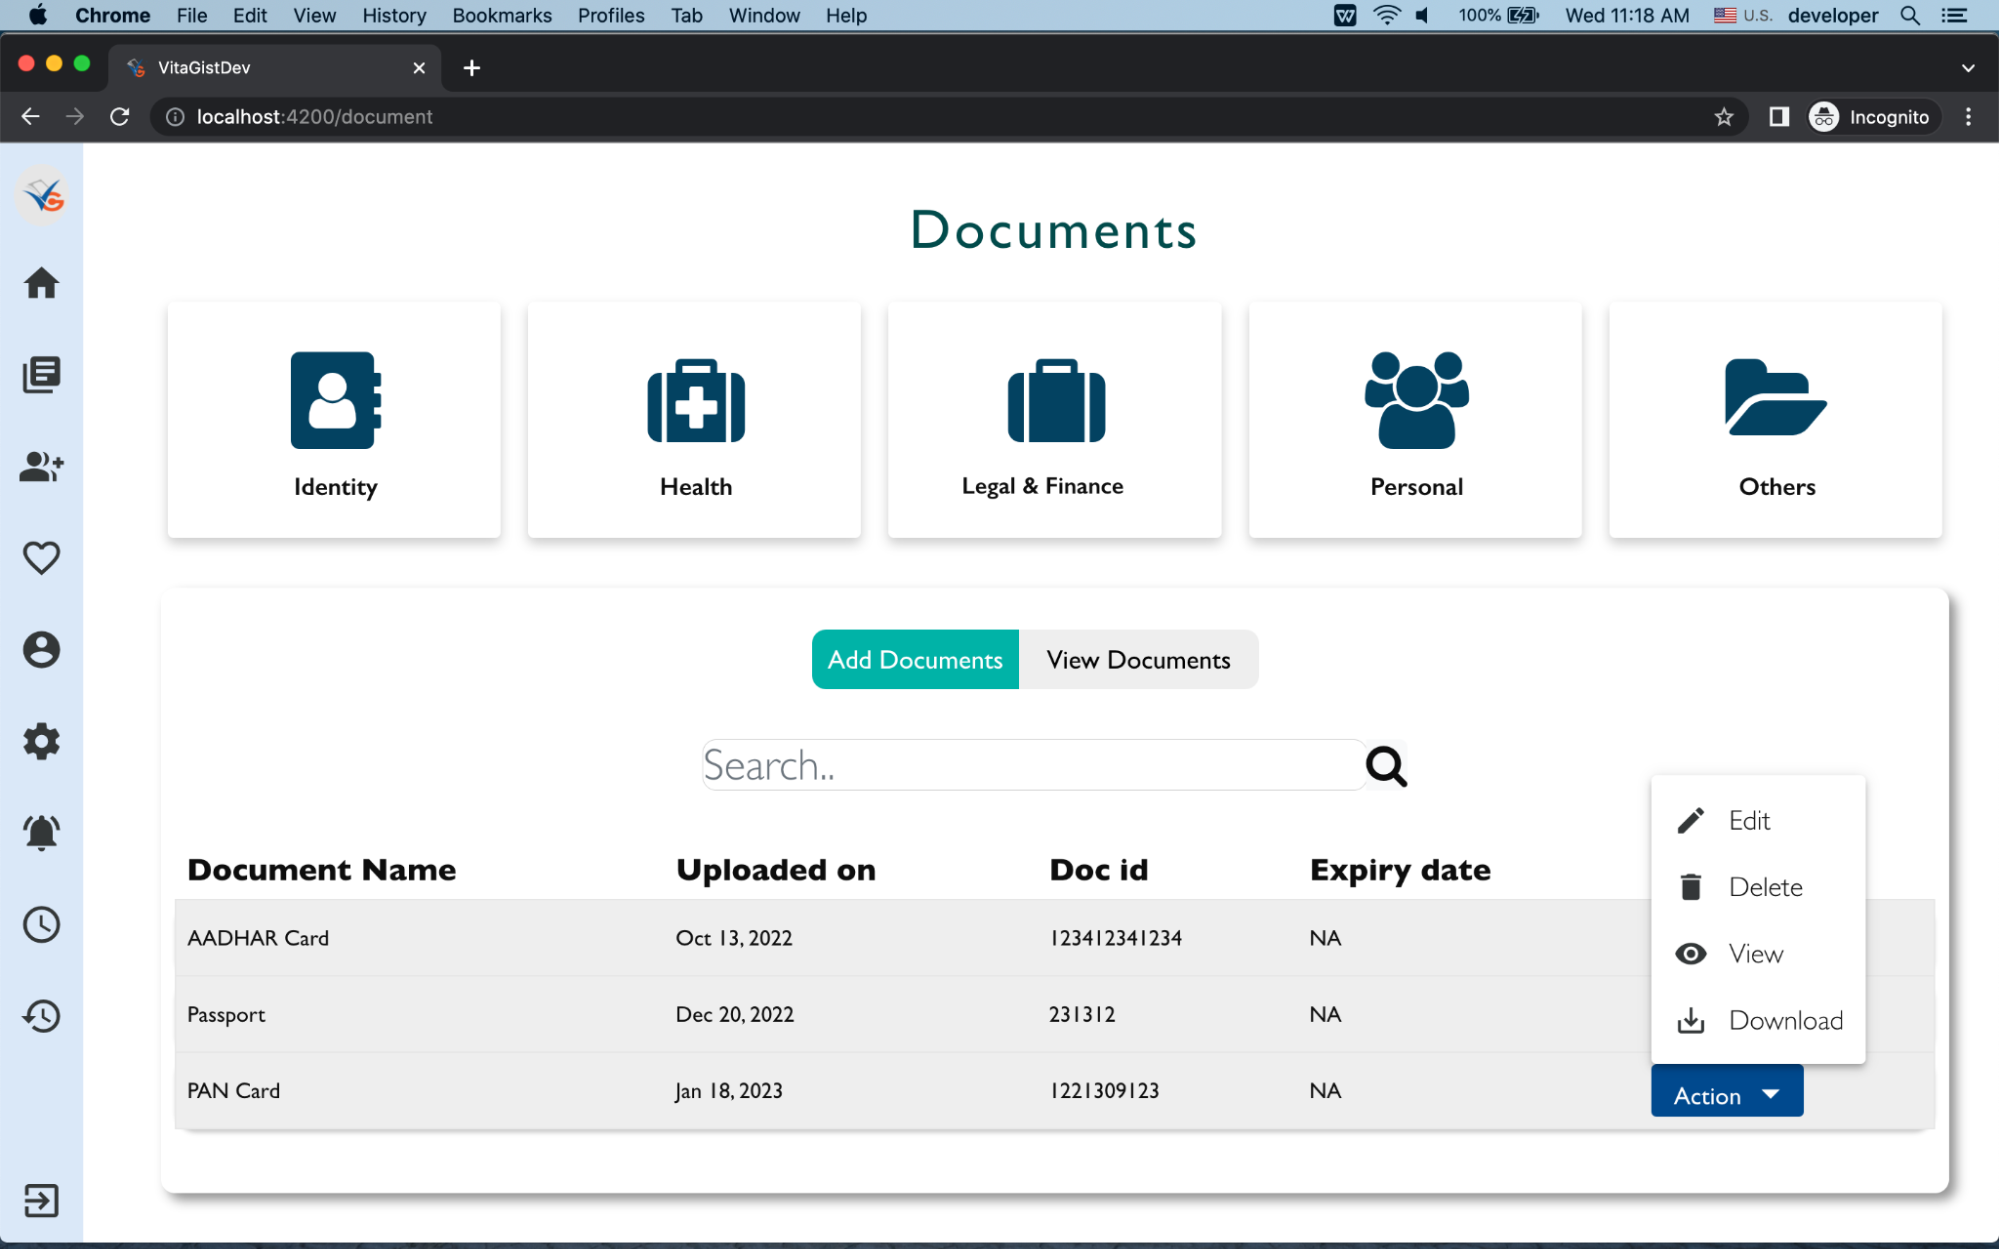 Chrome File Edit View History Bookmarks Profiles Tab Window Help 100% Wed 11:18 AM U.S. developer
VitaGistDev
localhost:4200/document Incognito
Documents
Identity Health Legal & Finance Personal Others
Add Documents View Documents
Search..
Edit
Document Name Uploaded on Doc id Expiry date
Delete
AADHAR Card Oct 13, 2022 123412341234 NA
View
Passport Dec 20, 2022 231312 NA
Download
PAN Card Jan 18, 2023 1221309123 NA Action